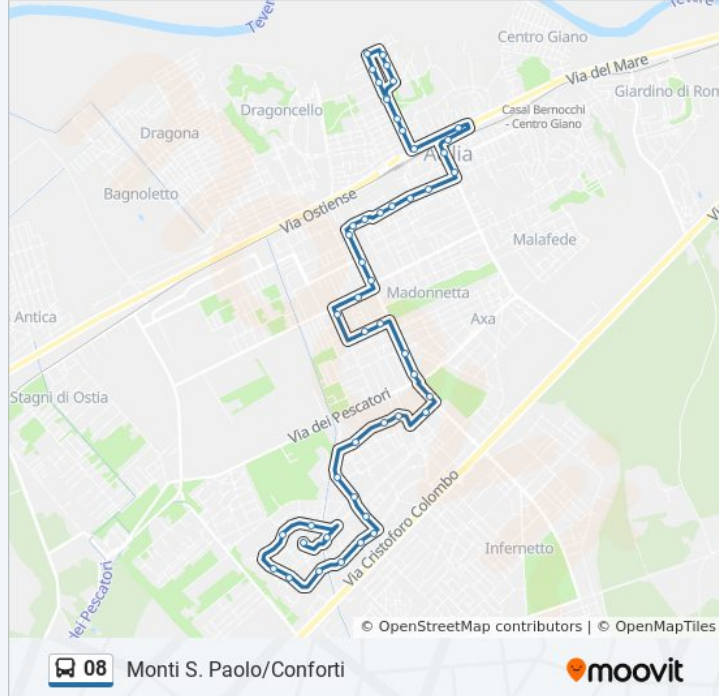 Tever
Tevere
Centro Giano
Via del Mare
Giardino di Rom
Dragoncello
Casal Bernocchi
- Centro Giano
Dragona
Acilia
Bagnoletto
Via Ostiense
Malafede
Madonnetta
Antica
Axa
Stagni di Ostia
Via dei Pescatori
Via Cristoforo Colombo
Infernetto
dei Pescatori
© OpenStreetMap contributors | © OpenMapTiles
08 Monti S. Paolo/Conforti
moovit